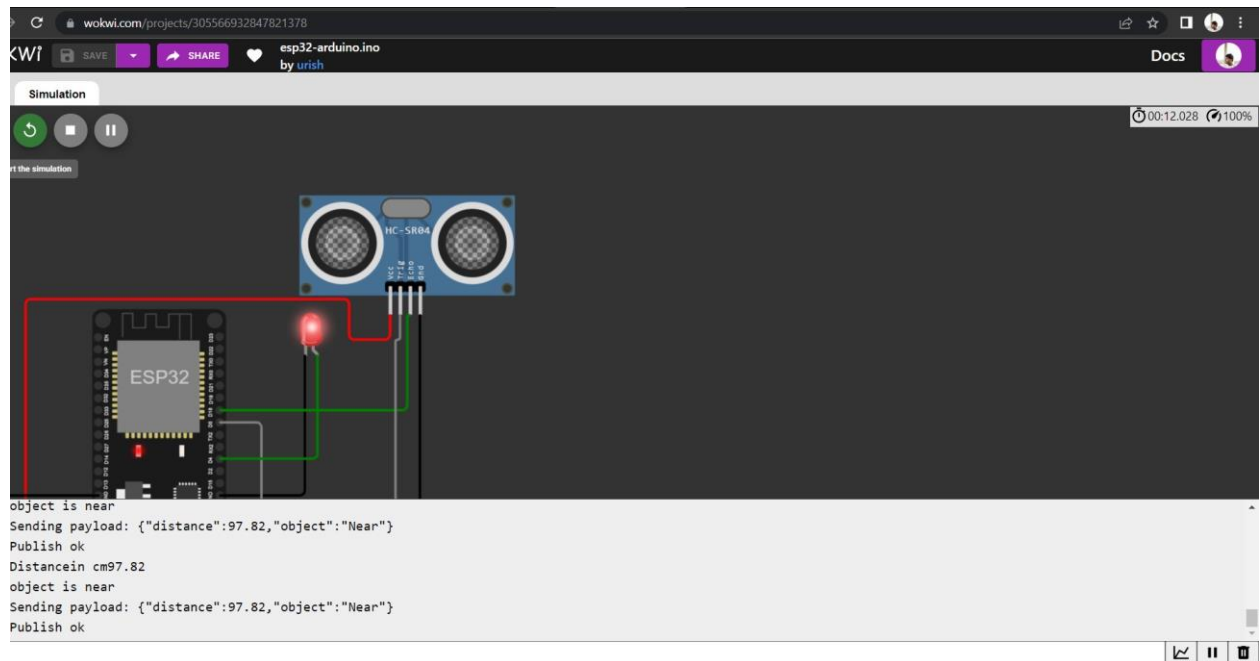 wokwi.com/projects/305566932847821378
SAVE
SHARE
esp32-arduino.ino
by urish
Docs
Simulation
00:12.028 100%
rt the simulation
HC-SR04
Vcc
Trig
Echo
Gnd
ESP32
object is near
Sending payload: {"distance":97.82,"object":"Near"}
Publish ok
Distancein cm97.82
object is near
Sending payload: {"distance":97.82,"object":"Near"}
Publish ok